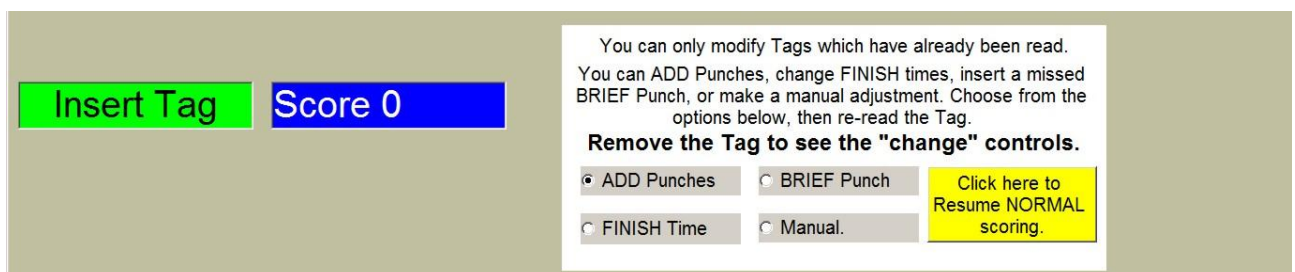 Insert Tag
Score 0
You can only modify Tags which have already been read.
You can ADD Punches, change FINISH times, insert a missed
BRIEF Punch, or make a manual adjustment. Choose from the
options below, then re-read the Tag.
Remove the Tag to see the "change" controls.
ADD Punches
BRIEF Punch
FINISH Time
Manual.
Click here to
Resume NORMAL
scoring.